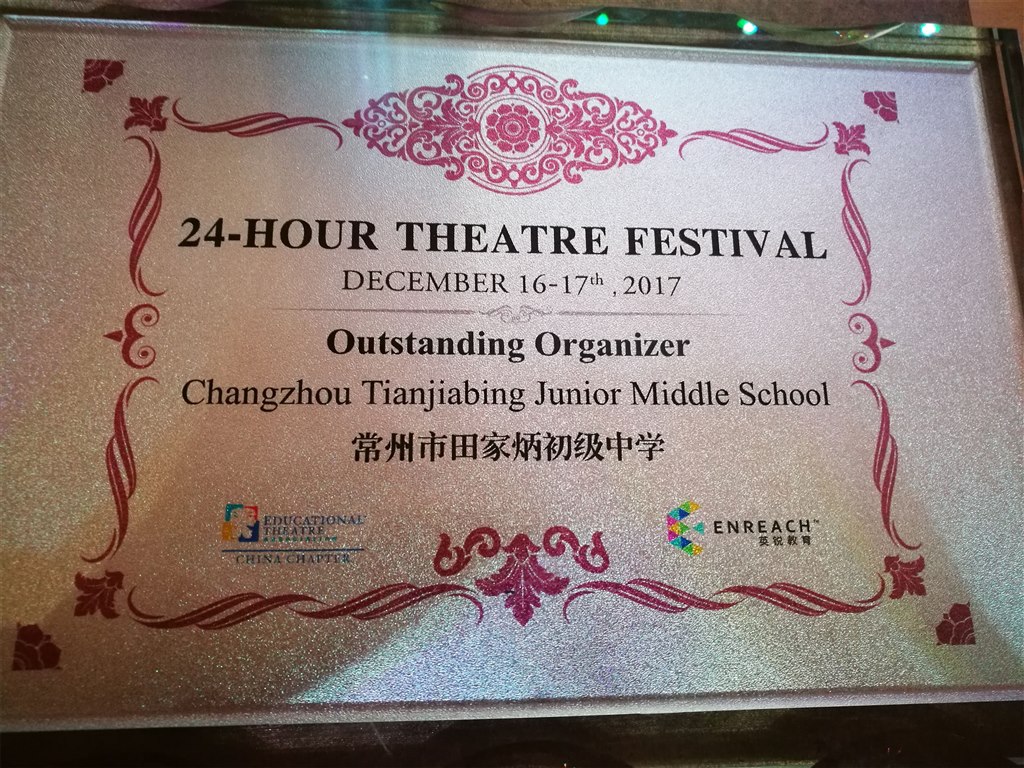 24-HOUR THEATRE FESTIVAL
DECEMBER 16-17th , 2017
Outstanding Organizer
Changzhou Tianjiabing Junior Middle School
常州市田家炳初级中学
EDUCATIONAL
THEATRE
ASSOCIATION
CHINA CHAPTER
ENREACH™
英锐教育